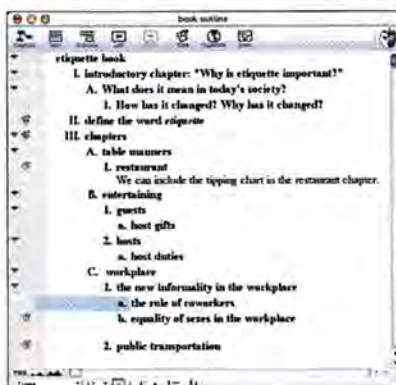 book outline
etiquette book
I. introductory chapter: "Why is etiquette important?"
A. What does it mean in today's society?
1. How has it changed? Why has it changed?
II. define the word etiquette
III. chapters
A. table manners
1. restaurant
We can include the tipping chart in the restaurant chapter.
B. entertaining
1. guests
a. host gifts
2. hosts
a. host duties
C. workplace
1. the new informality in the workplace
a. the role of coworkers
b. equality of sexes in the workplace
2. public transportation